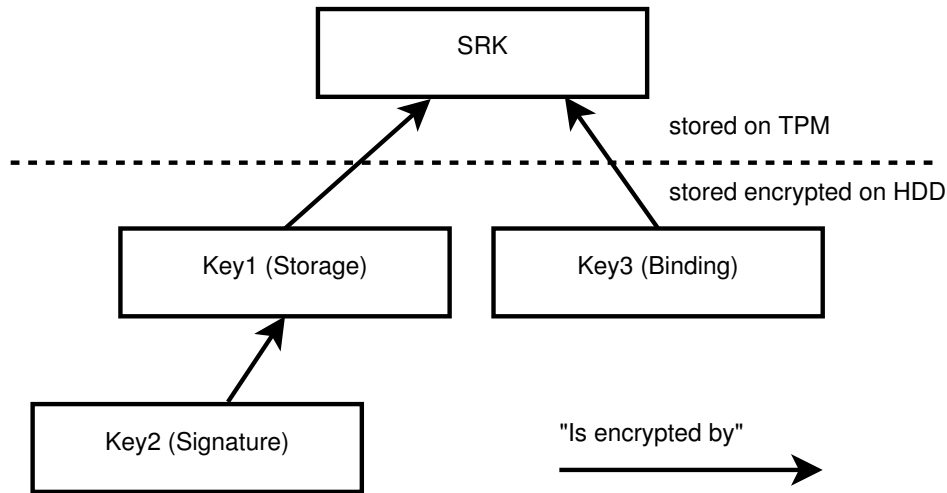 SRK
stored on TPM
stored encrypted on HDD
Key1 (Storage)
Key3 (Binding)
Key2 (Signature)
"Is encrypted by"